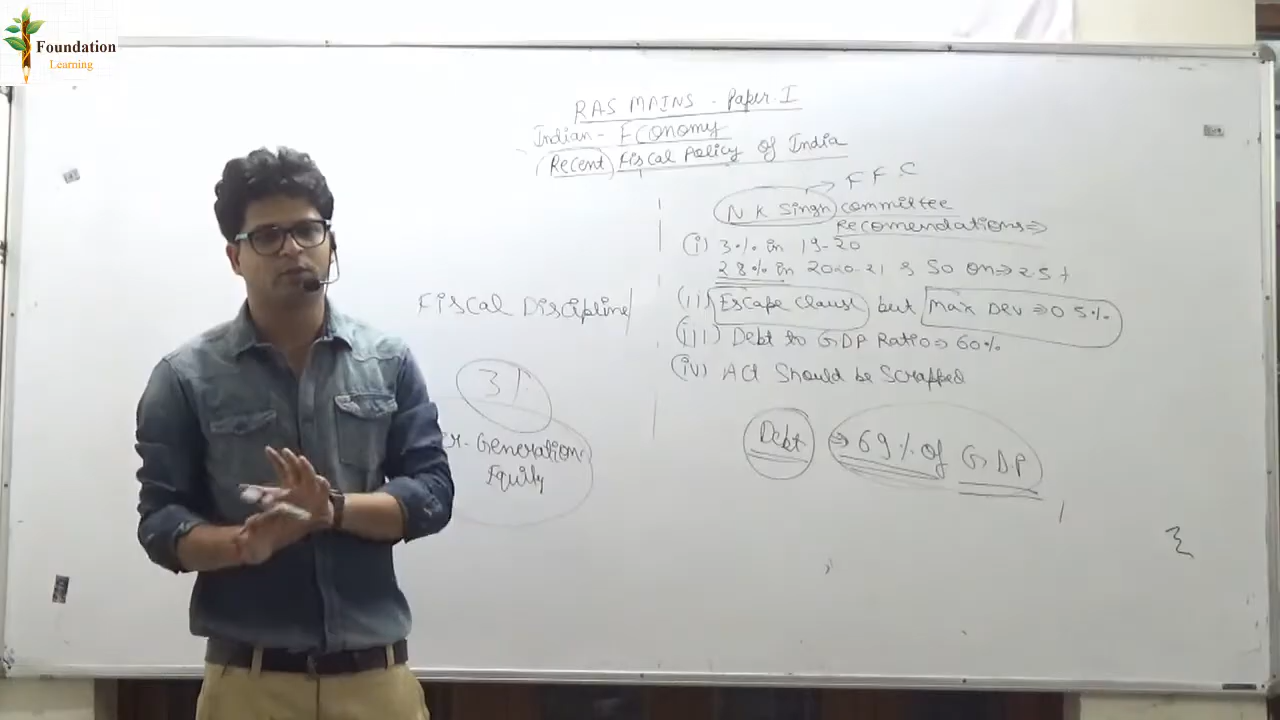 Foundation
Learning
RAS MAINS - Paper-I
Indian - Economy
(Recent) Fiscal Policy of India
F F C
N K Singh committee
Recomendations ⇒
(i) 3% in 19-20
2.8% in 2020-21 & So on ⇒ 2.5
(ii) Escape clause but Max Dev ⇒ 0.5%
(iii) Debt to GDP Ratio ⇒ 60%
(iv) Act Should be Scrapped
Fiscal Discipline
3%
er-Generation
Equity
Debt ⇒ 69% of GDP